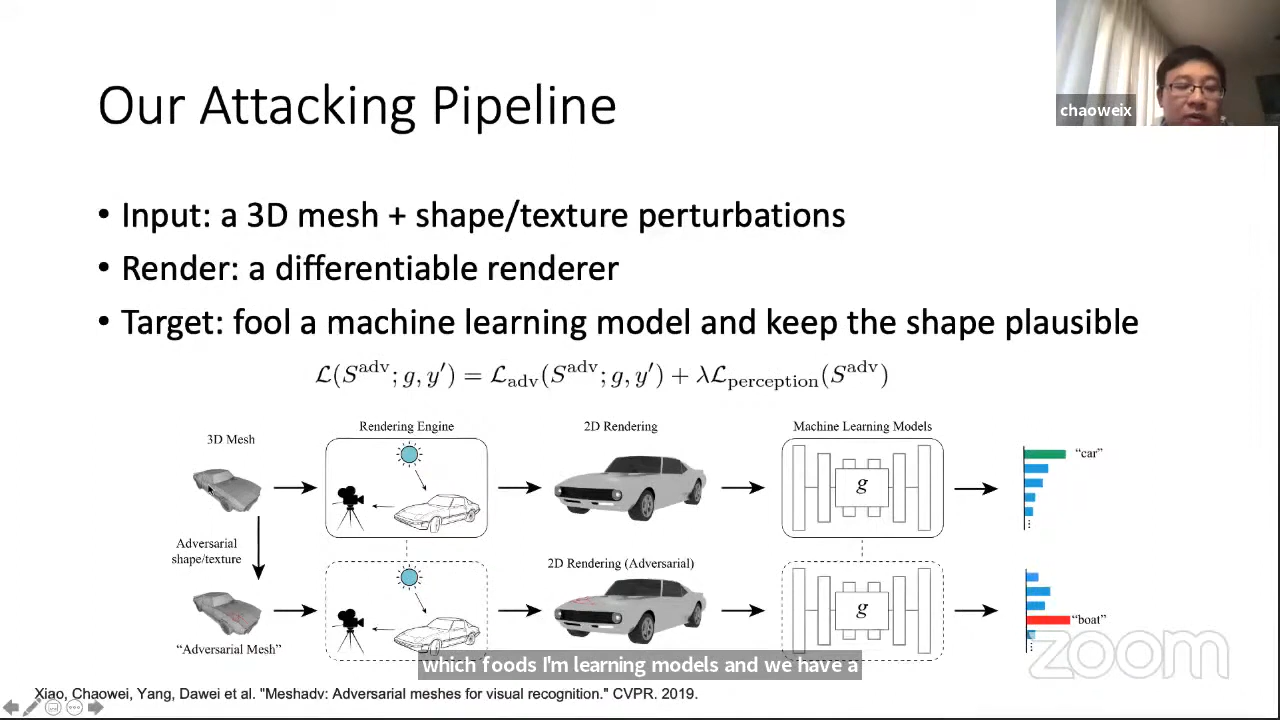 Our Attacking Pipeline
chaoweix
• Input: a 3D mesh + shape/texture perturbations
• Render: a differentiable renderer
• Target: fool a machine learning model and keep the shape plausible
ℒ(S^adv; g, y′) = ℒ_adv(S^adv; g, y′) + λℒ_perception(S^adv)
3D Mesh
Rendering Engine
2D Rendering
Machine Learning Models
g
“car”
Adversarial
shape/texture
2D Rendering (Adversarial)
g
“boat”
“Adversarial Mesh”
which foods I'm learning models and we have a
zoom
Xiao, Chaowei, Yang, Dawei et al. "Meshadv: Adversarial meshes for visual recognition." CVPR. 2019.